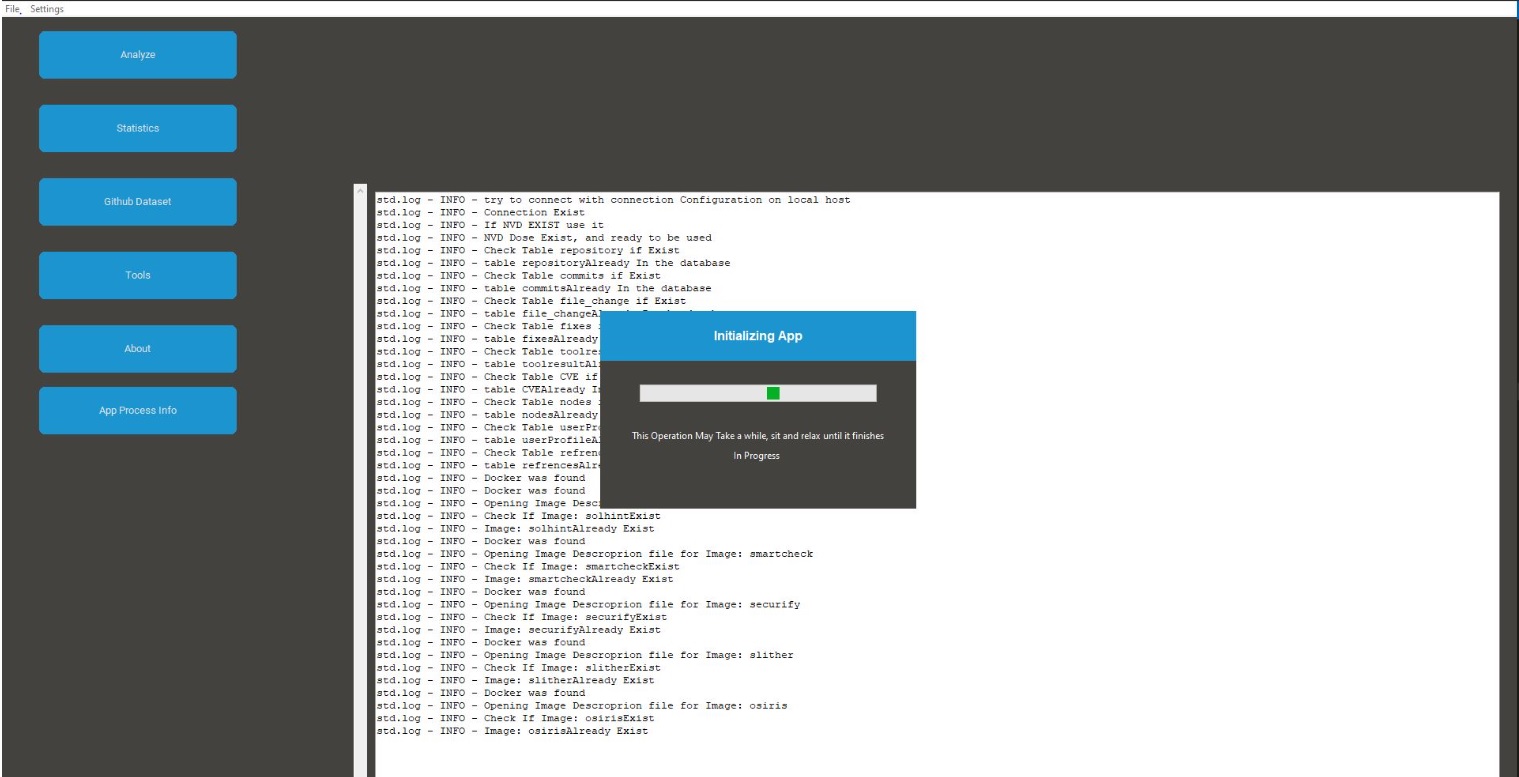 File Settings
Analyze
Statistics
Github Dataset
Tools
About
App Process Info
std.log - INFO - try to connect with connection Configuration on local host
std.log - INFO - Connection Exist
std.log - INFO - If NVD EXIST use it
std.log - INFO - NVD Dose Exist, and ready to be used
std.log - INFO - Check Table repository if Exist
std.log - INFO - table repositoryAlready In the database
std.log - INFO - Check Table commits if Exist
std.log - INFO - table commitsAlready In the database
std.log - INFO - Check Table file_change if Exist
std.log - INFO - table file_changeA
std.log - INFO - Check Table fixes
std.log - INFO - table fixesAlready
std.log - INFO - Check Table toolre
std.log - INFO - table toolresultAl
std.log - INFO - Check Table CVE if
std.log - INFO - table CVEAlready I
std.log - INFO - Check Table nodes
std.log - INFO - table nodesAlready
std.log - INFO - Check Table userPr
std.log - INFO - table userProfileA
std.log - INFO - Check Table refren
std.log - INFO - table refrencesAlr
std.log - INFO - Docker was found
std.log - INFO - Docker was found
std.log - INFO - Opening Image Desc
std.log - INFO - Check If Image: solhintExist
std.log - INFO - Image: solhintAlready Exist
std.log - INFO - Docker was found
std.log - INFO - Opening Image Descroprion file for Image: smartcheck
std.log - INFO - Check If Image: smartcheckExist
std.log - INFO - Image: smartcheckAlready Exist
std.log - INFO - Docker was found
std.log - INFO - Opening Image Descroprion file for Image: securify
std.log - INFO - Check If Image: securifyExist
std.log - INFO - Image: securifyAlready Exist
std.log - INFO - Docker was found
std.log - INFO - Opening Image Descroprion file for Image: slither
std.log - INFO - Check If Image: slitherExist
std.log - INFO - Image: slitherAlready Exist
std.log - INFO - Docker was found
std.log - INFO - Opening Image Descroprion file for Image: osiris
std.log - INFO - Check If Image: osirisExist
std.log - INFO - Image: osirisAlready Exist
Initializing App
This Operation May Take a while, sit and relax until it finishes
In Progress